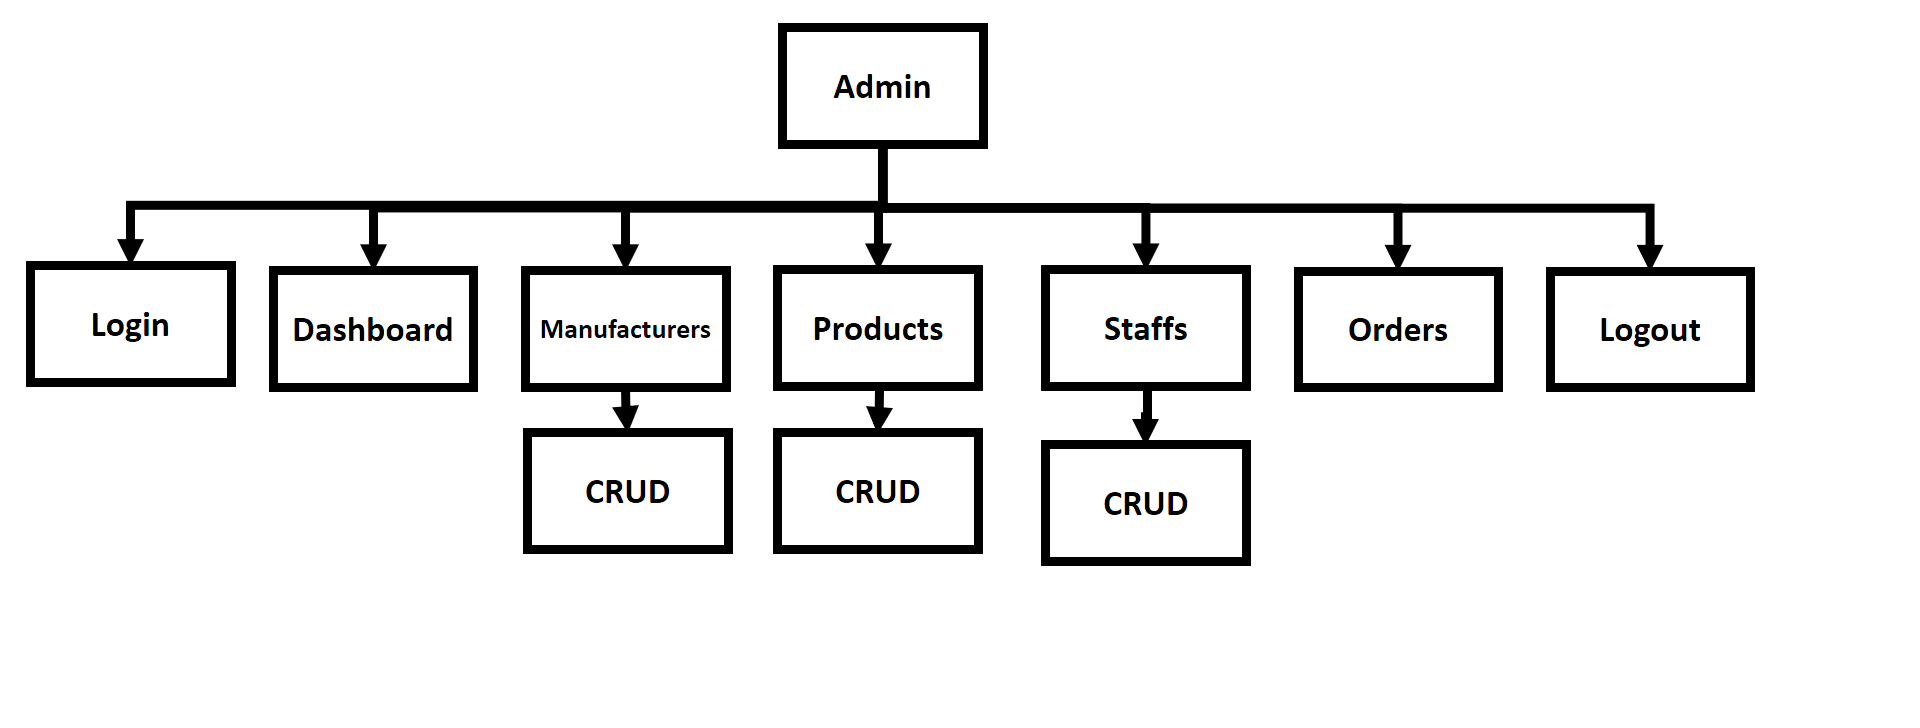 Admin
Login
Dashboard
Manufacturers
Products
Staffs
Orders
Logout
CRUD
CRUD
CRUD